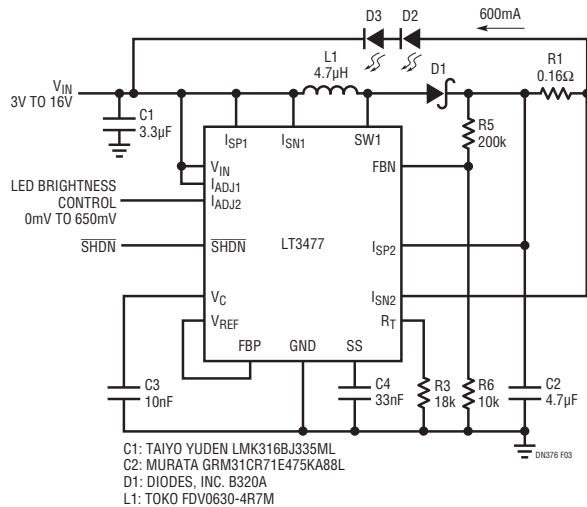 D3
D2
600mA
L1
4.7µH
D1
R1
0.16Ω
VIN
3V TO 16V
C1
3.3µF
R5
200k
ISP1
ISN1
SW1
VIN
FBN
IADJ1
LED BRIGHTNESS
CONTROL
0mV TO 650mV
IADJ2
SHDN
SHDN
LT3477
ISP2
VC
ISN2
VREF
RT
FBP
GND
SS
C3
10nF
C4
33nF
R3
18k
R6
10k
C2
4.7µF
DN376 F03
C1: TAIYO YUDEN LMK316BJ335ML
C2: MURATA GRM31CR71E475KA88L
D1: DIODES, INC. B320A
L1: TOKO FDV0630-4R7M